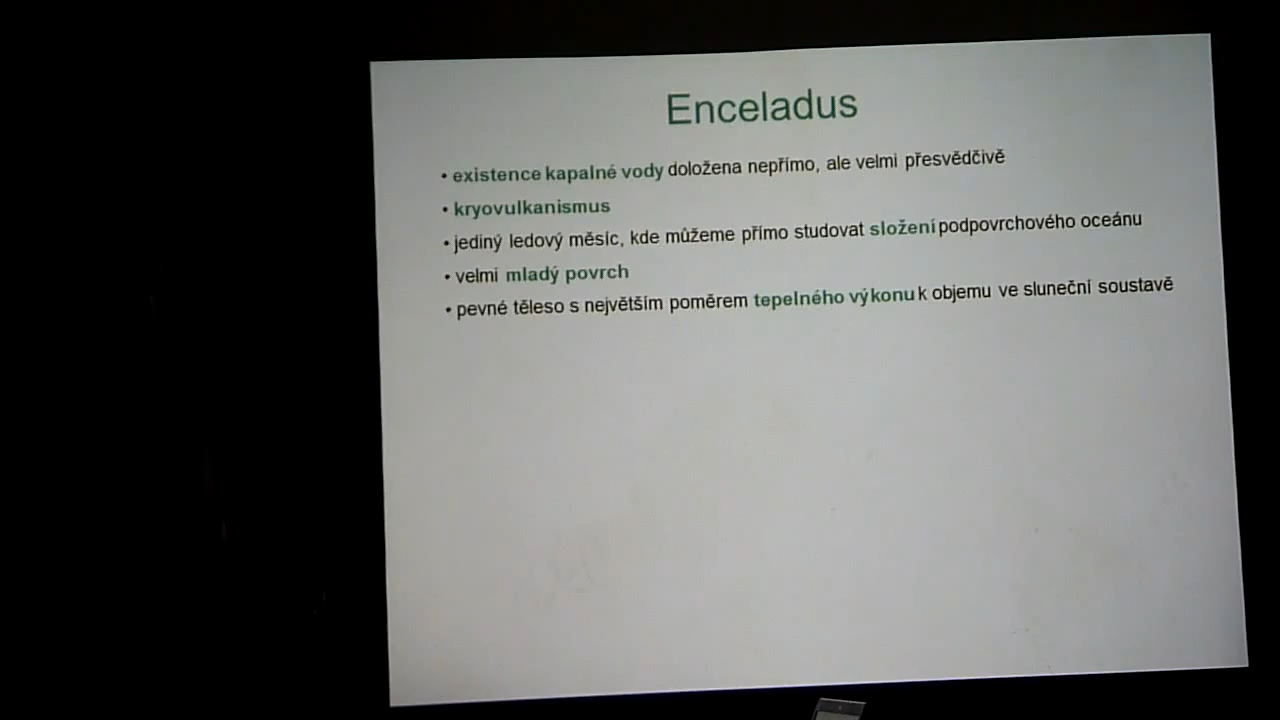 Enceladus
• existence kapalné vody doložena nepřímo, ale velmi přesvědčivě
• kryovulkanismus
• jediný ledový měsíc, kde můžeme přímo studovat složení podpovrchového oceánu
• velmi mladý povrch
• pevné těleso s největším poměrem tepelného výkonu k objemu ve sluneční soustavě